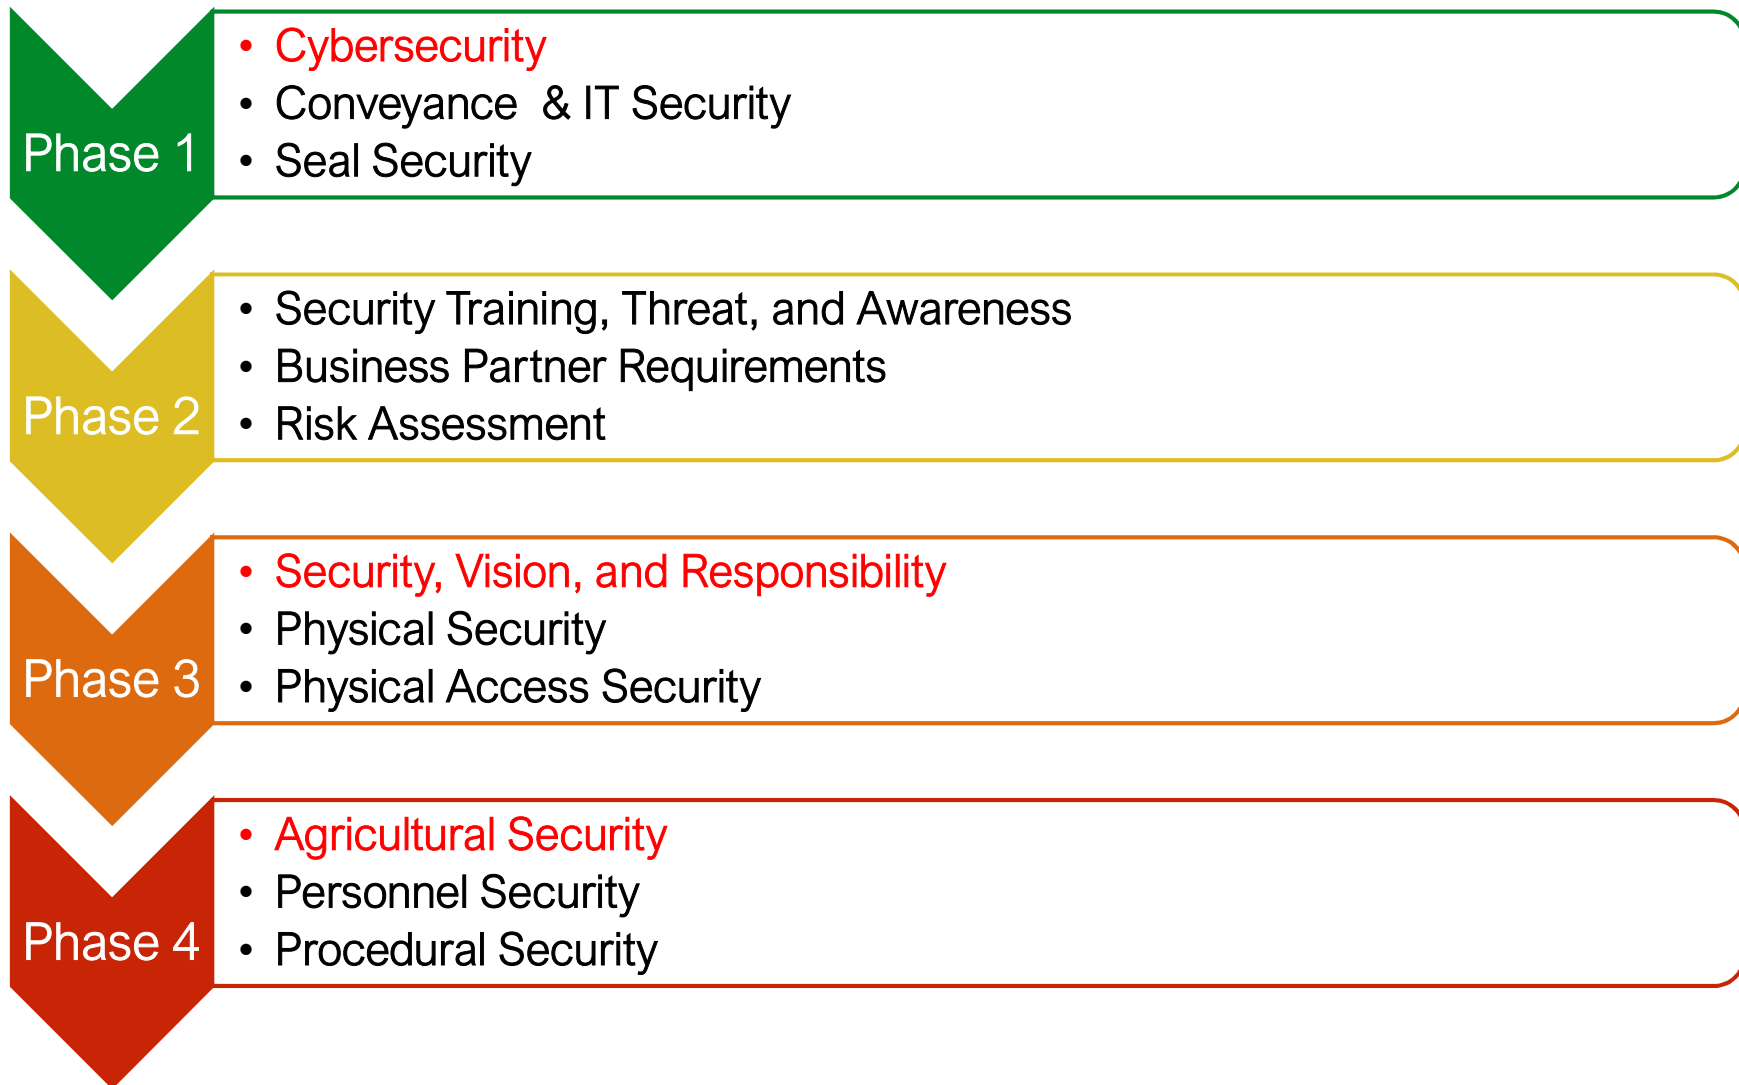 Phase 1
• Cybersecurity
• Conveyance  & IT Security
• Seal Security
Phase 2
• Security Training, Threat, and Awareness
• Business Partner Requirements
• Risk Assessment
Phase 3
• Security, Vision, and Responsibility
• Physical Security
• Physical Access Security
Phase 4
• Agricultural Security
• Personnel Security
• Procedural Security